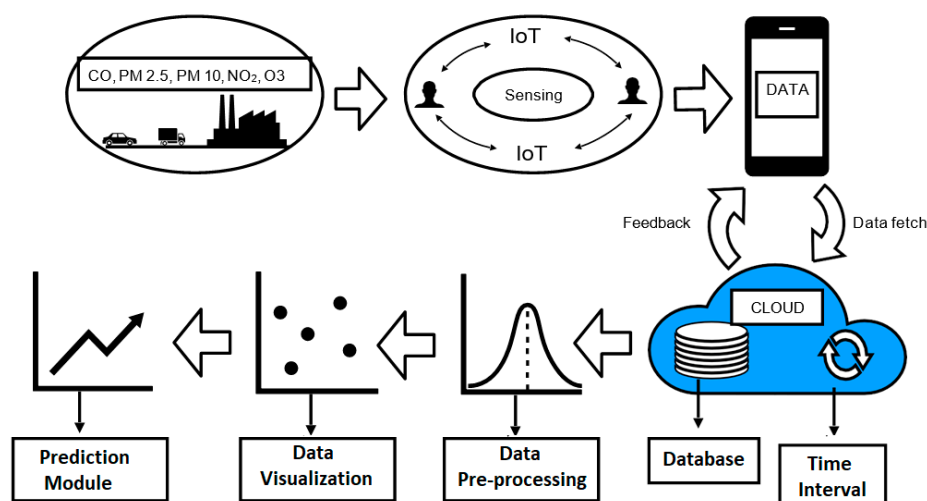 CO, PM 2.5, PM 10, NO₂, O3
IoT
Sensing
IoT
DATA
Feedback
Data fetch
CLOUD
Prediction
Module
Data
Visualization
Data
Pre-processing
Database
Time
Interval